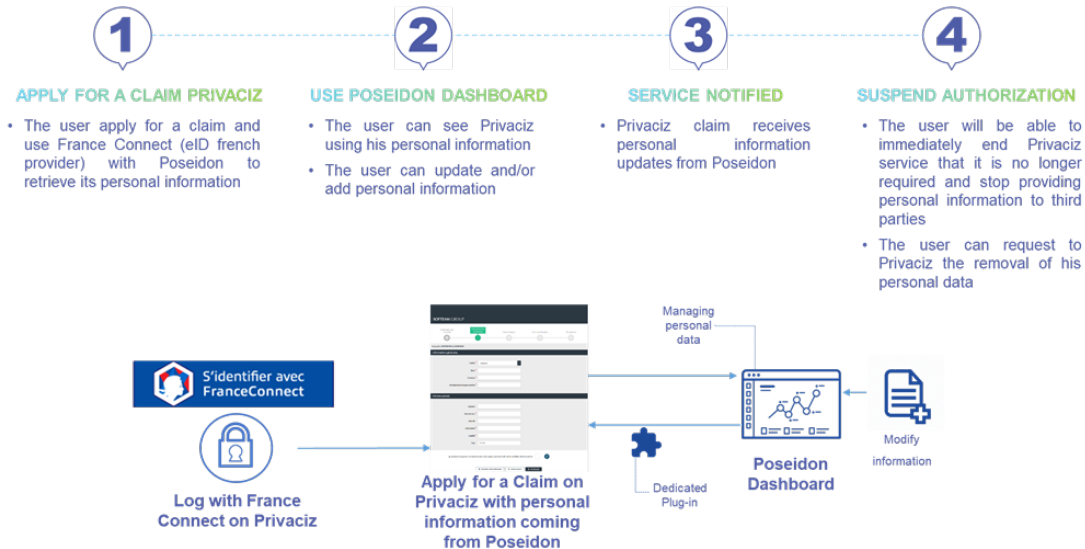 1
2
3
4
APPLY FOR A CLAIM PRIVACIZ
• The user apply for a claim and
use France Connect (eID french
provider) with Poseidon to
retrieve its personal information
USE POSEIDON DASHBOARD
• The user can see Privaciz
using his personal information
• The user can update and/or
add personal information
SERVICE NOTIFIED
• Privaciz claim receives
personal information
updates from Poseidon
SUSPEND AUTHORIZATION
• The user will be able to
immediately end Privaciz
service that it is no longer
required and stop providing
personal information to third
parties
• The user can request to
Privaciz the removal of his
personal data
S'identifier avec
FranceConnect
Log with France
Connect on Privaciz
SOFTEAM GROUP
Apply for a Claim on
Privaciz with personal
information coming
from Poseidon
Managing
personal
data
Dedicated
Plug-in
Poseidon
Dashboard
Modify
information